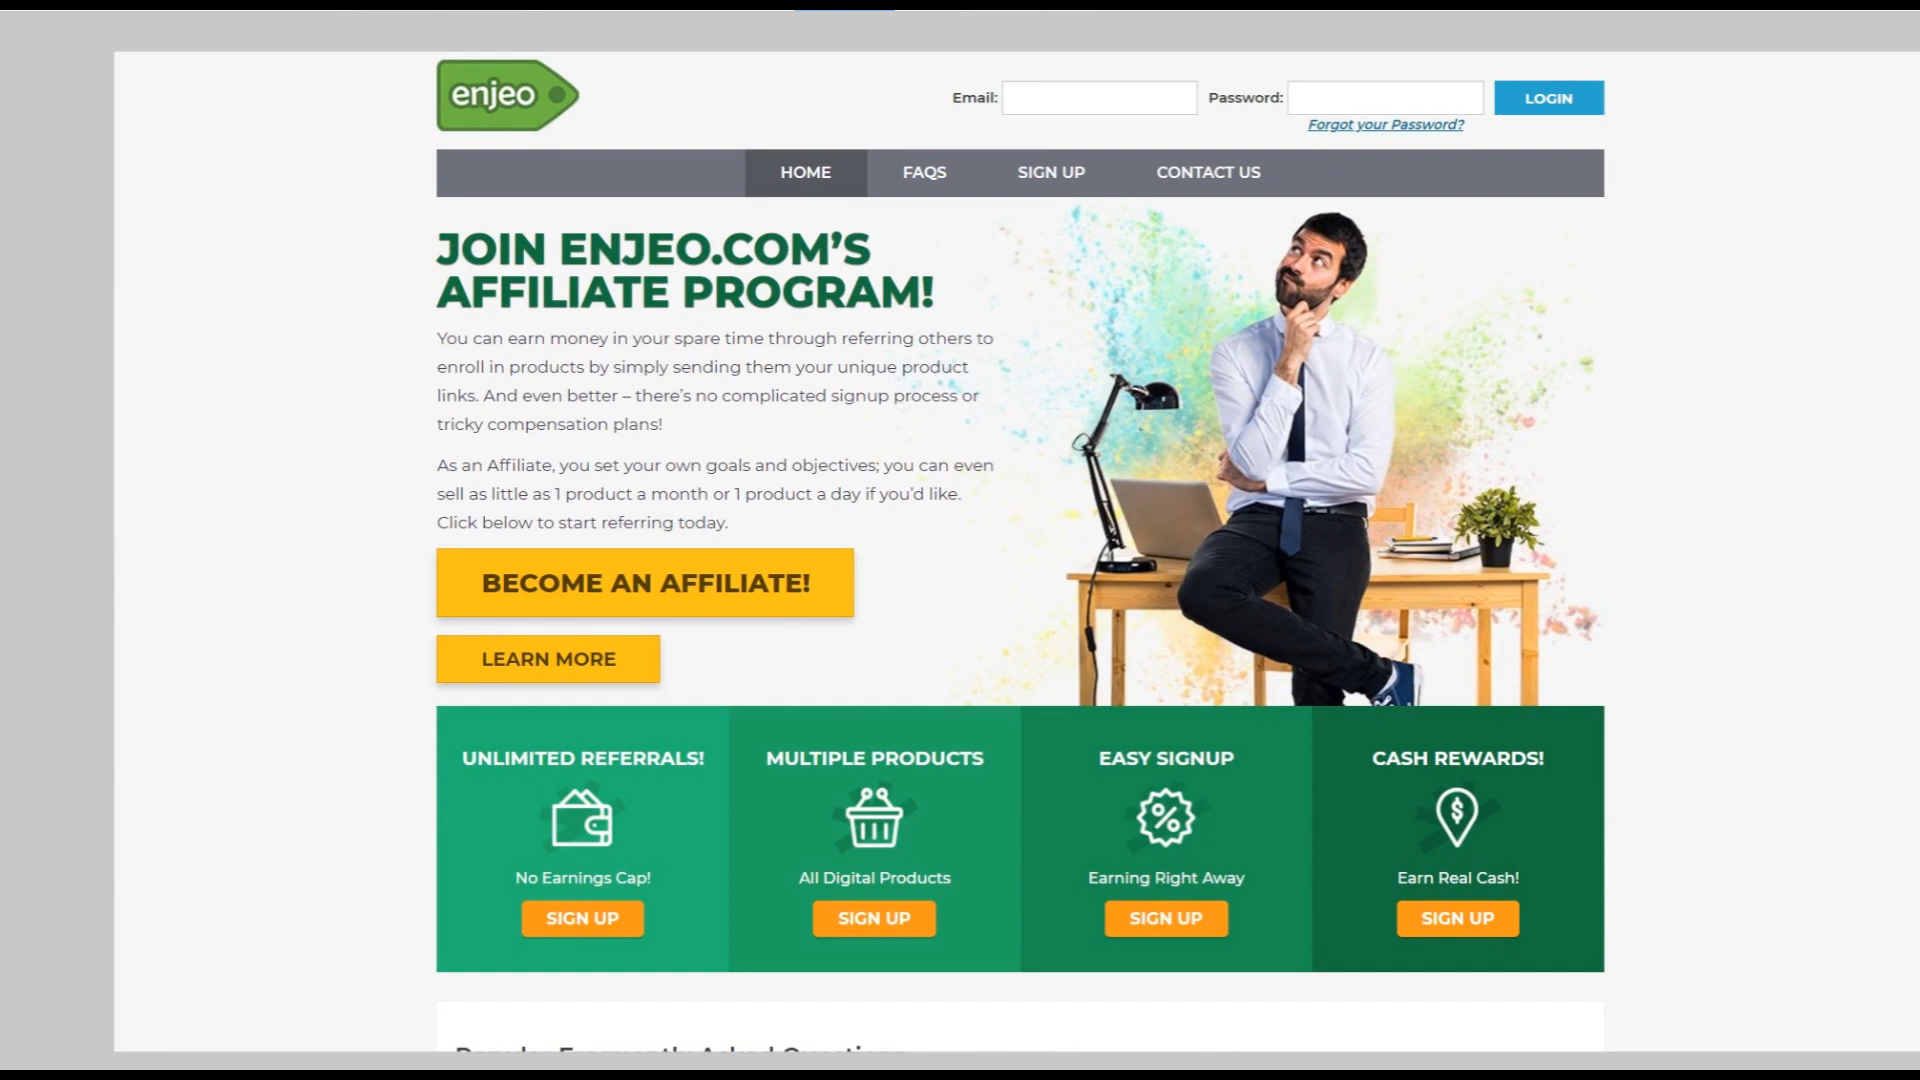 enjeo
Email:
Password:
LOGIN
Forgot your Password?
HOME
FAQS
SIGN UP
CONTACT US
JOIN ENJEO.COM’S
AFFILIATE PROGRAM!
You can earn money in your spare time through referring others to
enroll in products by simply sending them your unique product
links. And even better – there’s no complicated signup process or
tricky compensation plans!
As an Affiliate, you set your own goals and objectives; you can even
sell as little as 1 product a month or 1 product a day if you’d like.
Click below to start referring today.
BECOME AN AFFILIATE!
LEARN MORE
UNLIMITED REFERRALS!
No Earnings Cap!
SIGN UP
MULTIPLE PRODUCTS
All Digital Products
SIGN UP
EASY SIGNUP
%
Earning Right Away
SIGN UP
CASH REWARDS!
$
Earn Real Cash!
SIGN UP
Popular Frequently Asked Questions